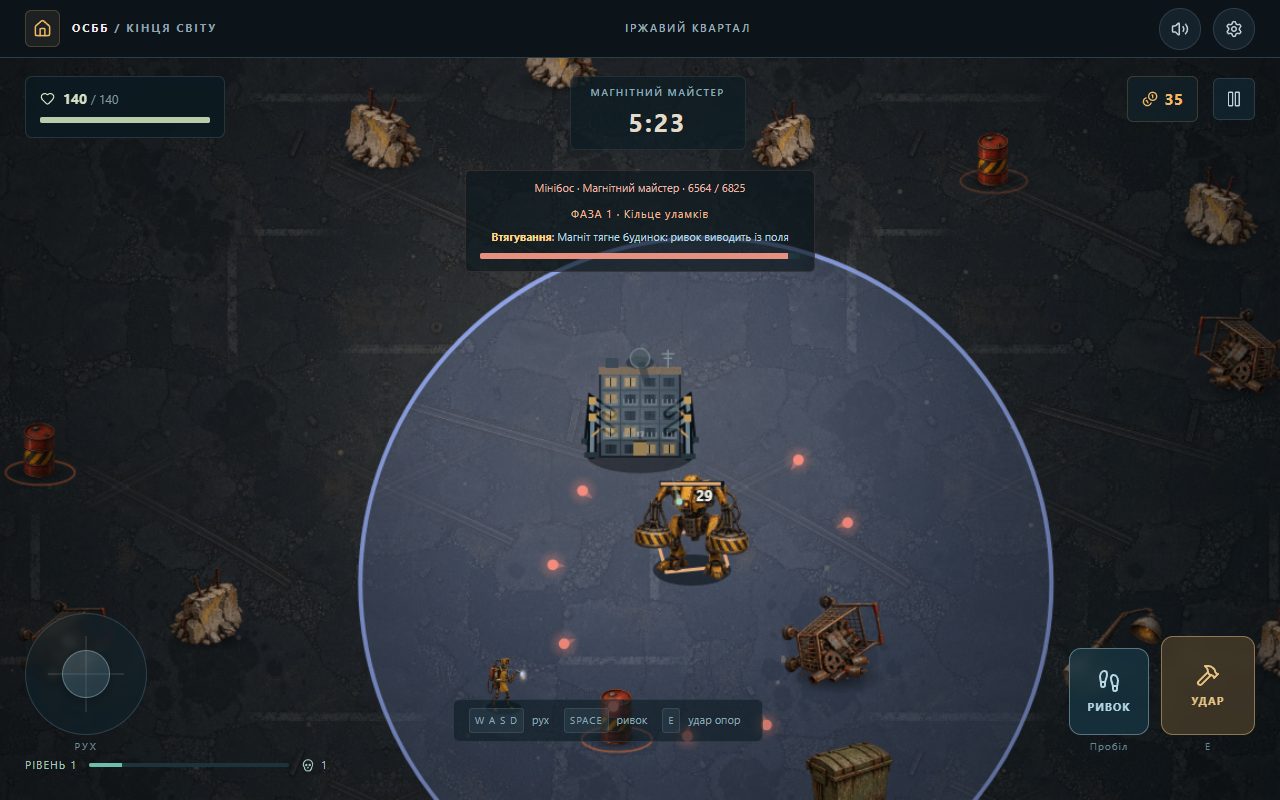 ОСББ / КІНЦЯ СВІТУ
ІРЖАВИЙ КВАРТАЛ
140 / 140
МАГНІТНИЙ МАЙСТЕР
5:23
35
Мінібос · Магнітний майстер · 6564 / 6825
ФАЗА 1 · Кільце уламків
Втягування: Магніт тягне будинок: ривок виводить із поля
29
W A S D рух SPACE ривок E удар опор
РИВОК
УДАР
Пробіл
E
РУХ
РІВЕНЬ 1
1